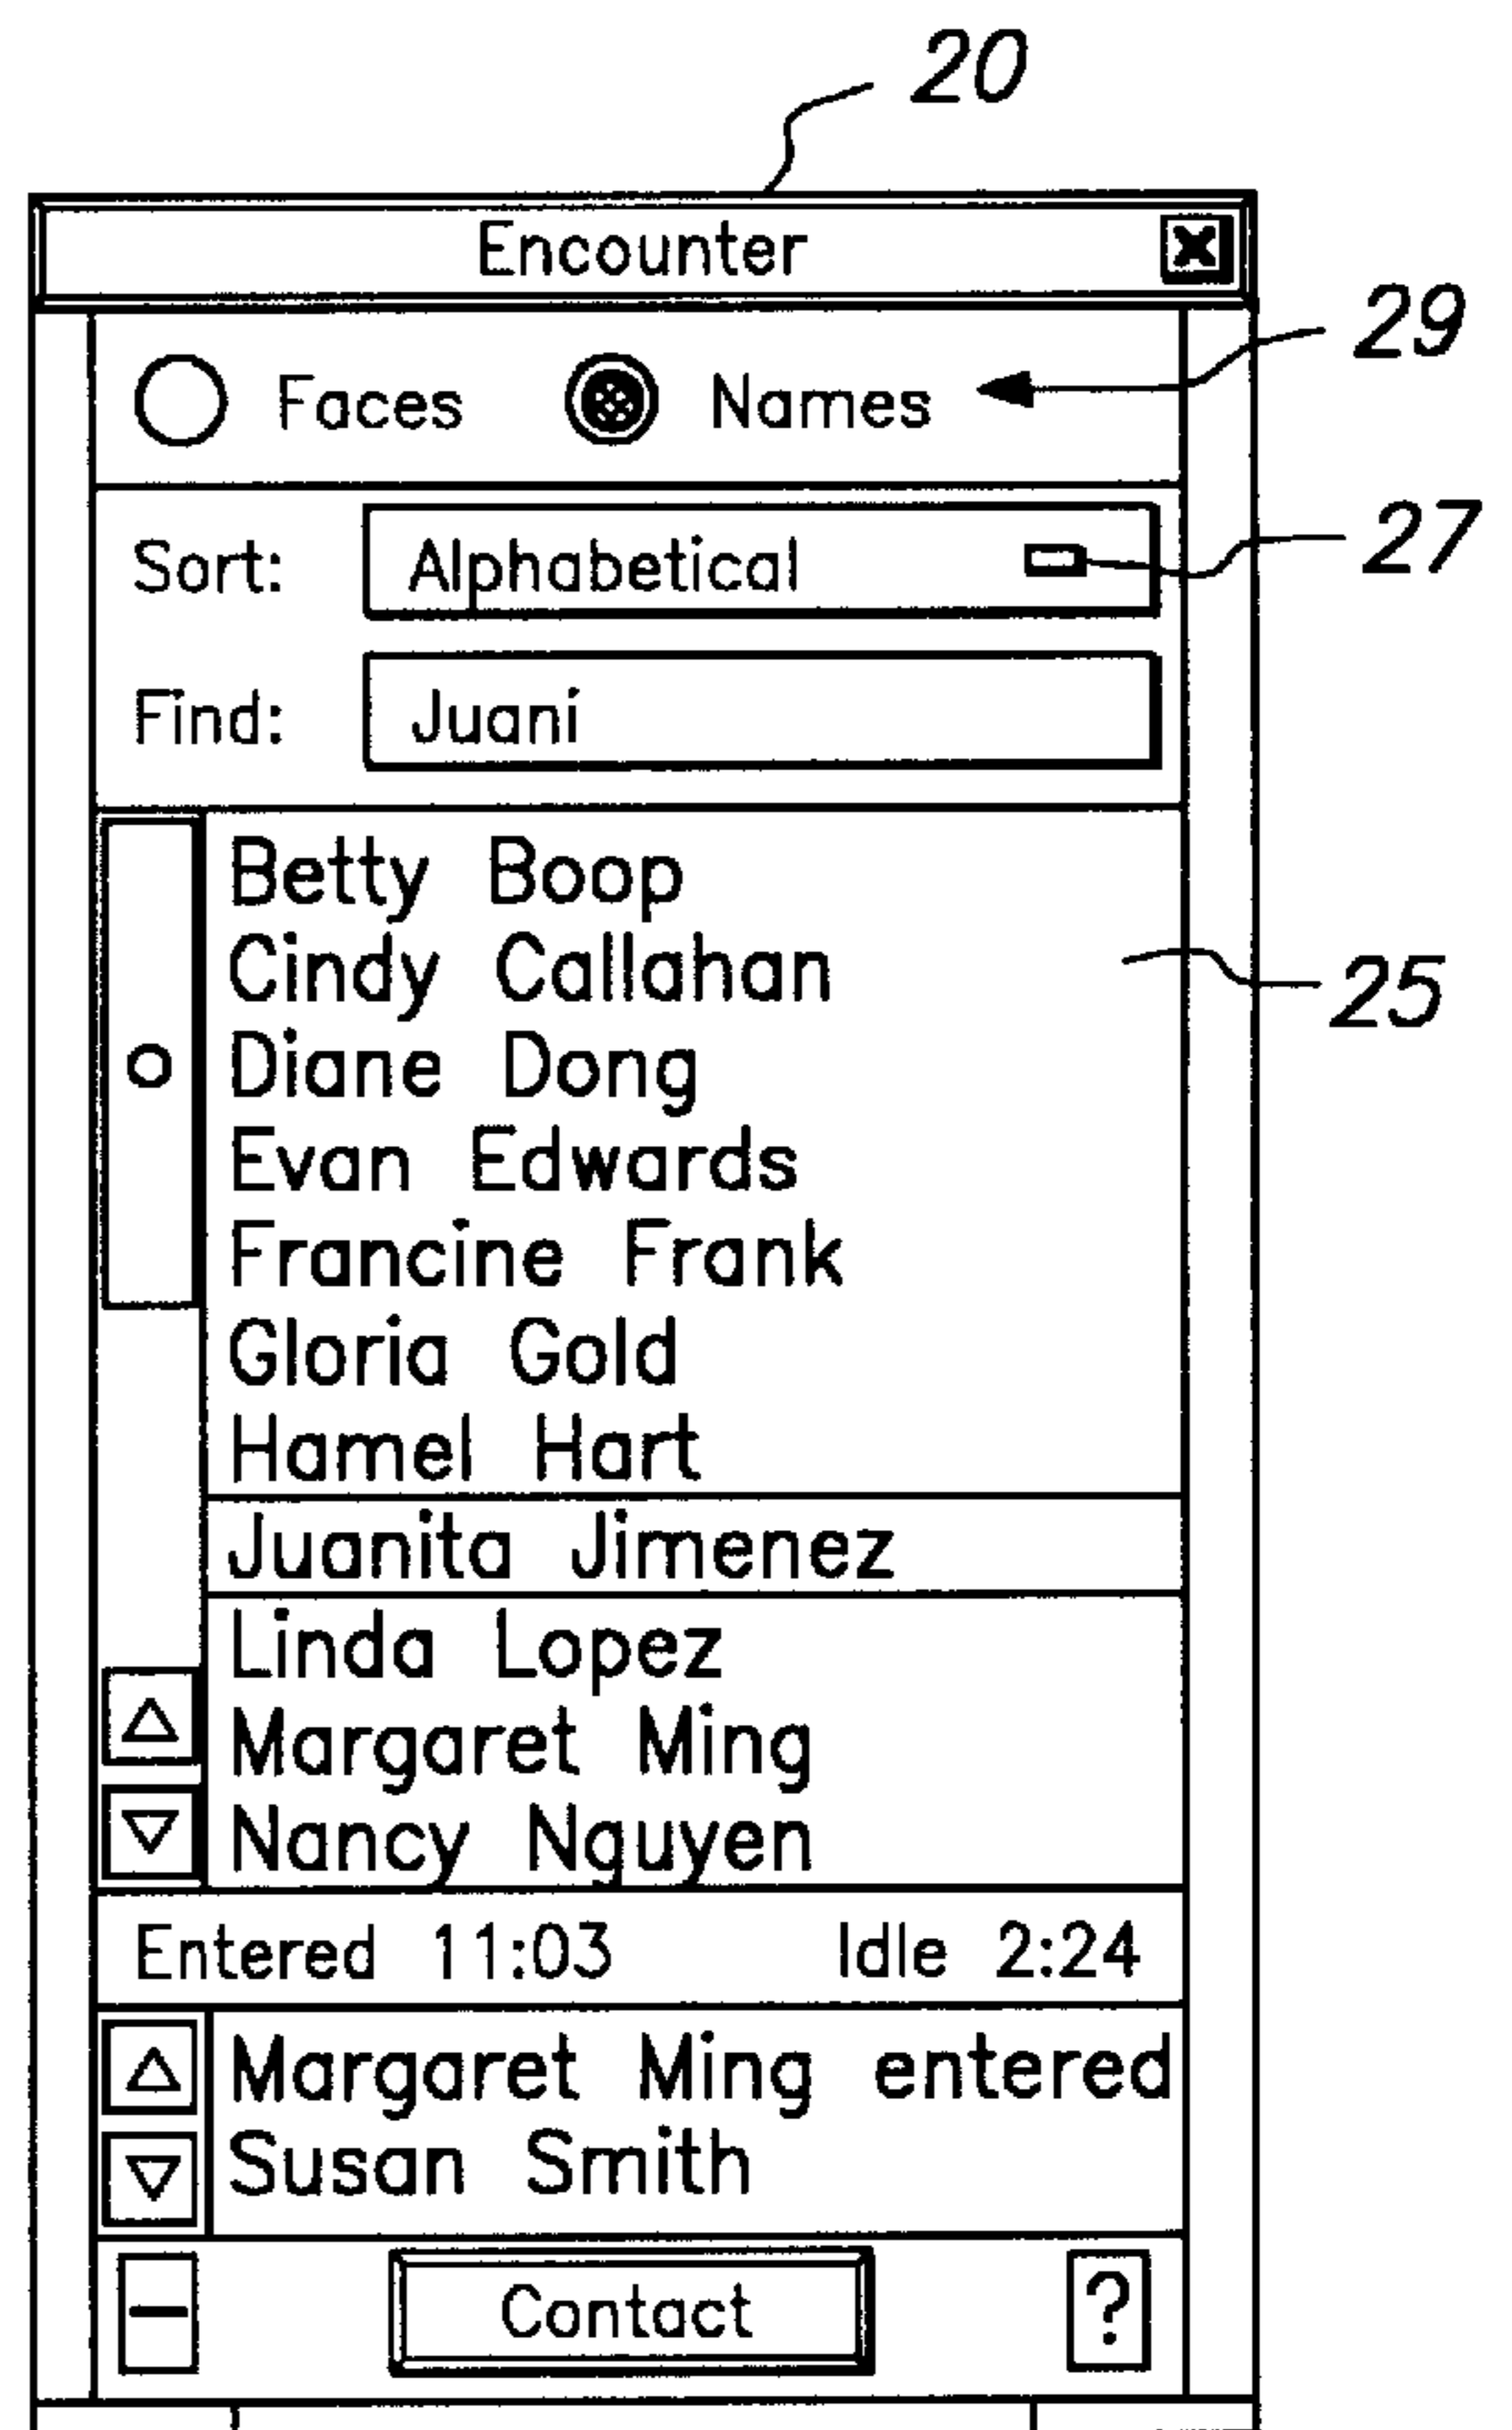 20
Encounter
29
Faces Names
27
Sort: Alphabetical
Find: Juani
Betty Boop
Cindy Callahan
25
Diane Dong
Evan Edwards
Francine Frank
Gloria Gold
Hamel Hart
Juanita Jimenez
Linda Lopez
Margaret Ming
Nancy Nguyen
Entered 11:03 Idle 2:24
Margaret Ming entered
Susan Smith
Contact ?